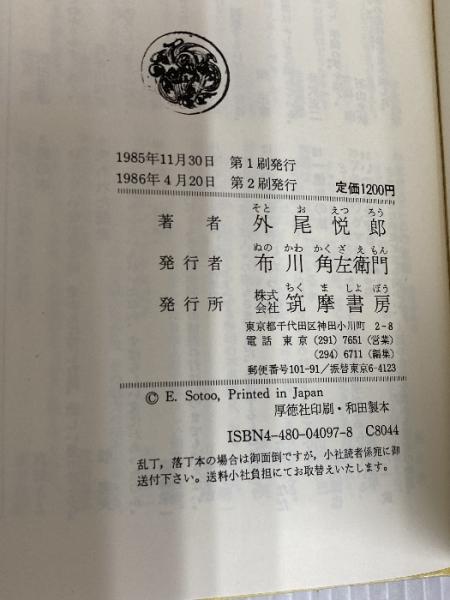 1985年11月30日 第1刷発行
1986年4月20日 第2刷発行 定価1200円
そと お えつ ろう
著者 外尾悦郎
ぬの かわ かく ざ え もん
発行者 布川角左衛門
ちく ま しよ ぼう
発行所 株式会社 筑摩書房
東京都千代田区神田小川町 2-8
電話 東京 (291) 7651 (営業)
(294) 6711 (編集)
郵便番号101-91/振替東京6-4123
© E. Sotoo, Printed in Japan
厚徳社印刷・和田製本
ISBN4-480-04097-8 C8044
乱丁,落丁本の場合は御面倒ですが,小社読者係宛に御
送付下さい。送料小社負担にてお取替えいたします。